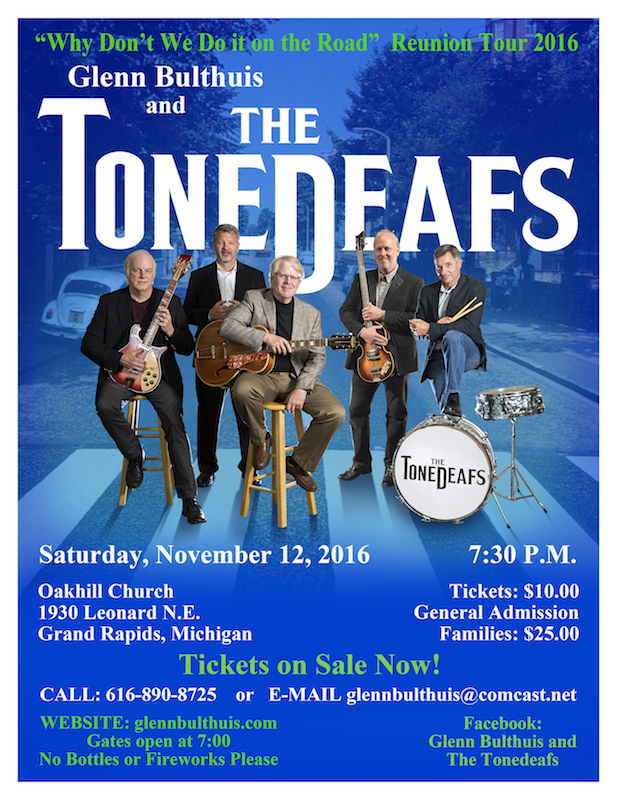 “Why Don’t We Do it on the Road” Reunion Tour 2016
Glenn Bulthuis
and
THE
TONEDEAFS
THE
TONEDEAFS
Saturday, November 12, 2016 7:30 P.M.
Oakhill Church
1930 Leonard N.E.
Grand Rapids, Michigan
Tickets: $10.00
General Admission
Families: $25.00
Tickets on Sale Now!
CALL: 616-890-8725 or E-MAIL glennbulthuis@comcast.net
WEBSITE: glennbulthuis.com
Gates open at 7:00
No Bottles or Fireworks Please
Facebook:
Glenn Bulthuis and
The Tonedeafs